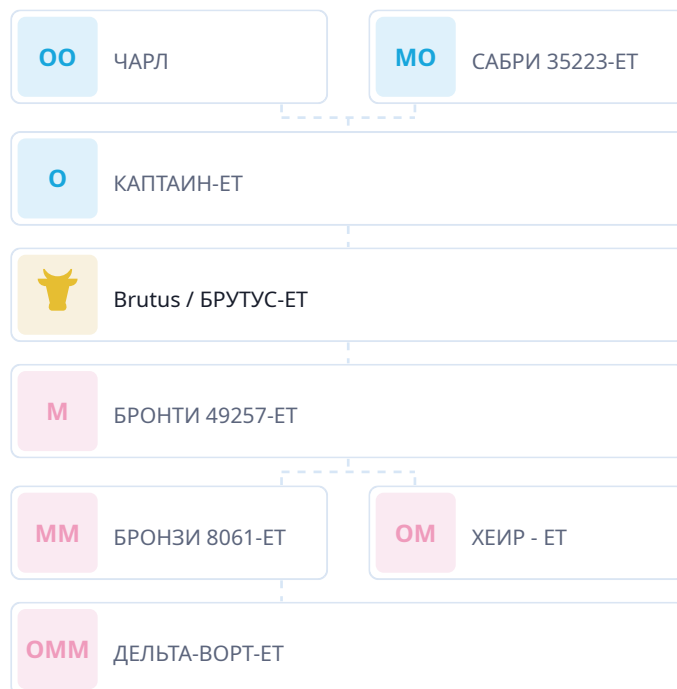 ОО ЧАРЛ МО САБРИ 35223-ЕТ
О КАПТАИН-ЕТ
Brutus / БРУТУС-ЕТ
М БРОНТИ 49257-ЕТ
ММ БРОНЗИ 8061-ЕТ ОМ ХЕИР - ЕТ
ОММ ДЕЛЬТА-ВОРТ-ЕТ